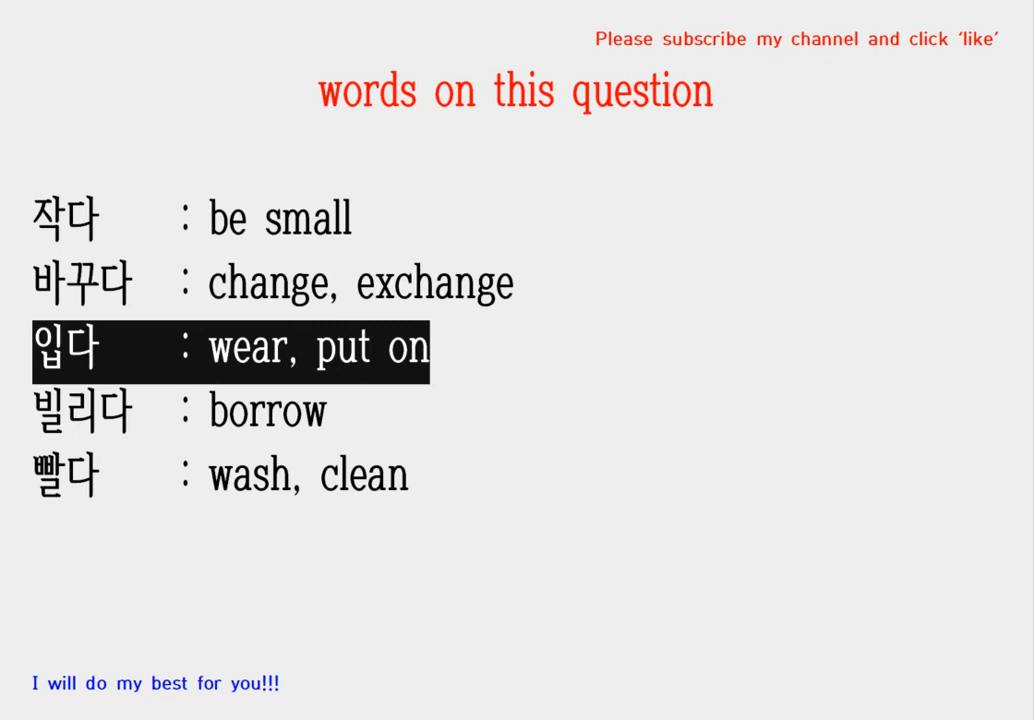 Please subscribe my channel and click ‘like’
words on this question
작다 : be small
바꾸다 : change, exchange
입다 : wear, put on
빌리다 : borrow
빨다 : wash, clean
I will do my best for you!!!